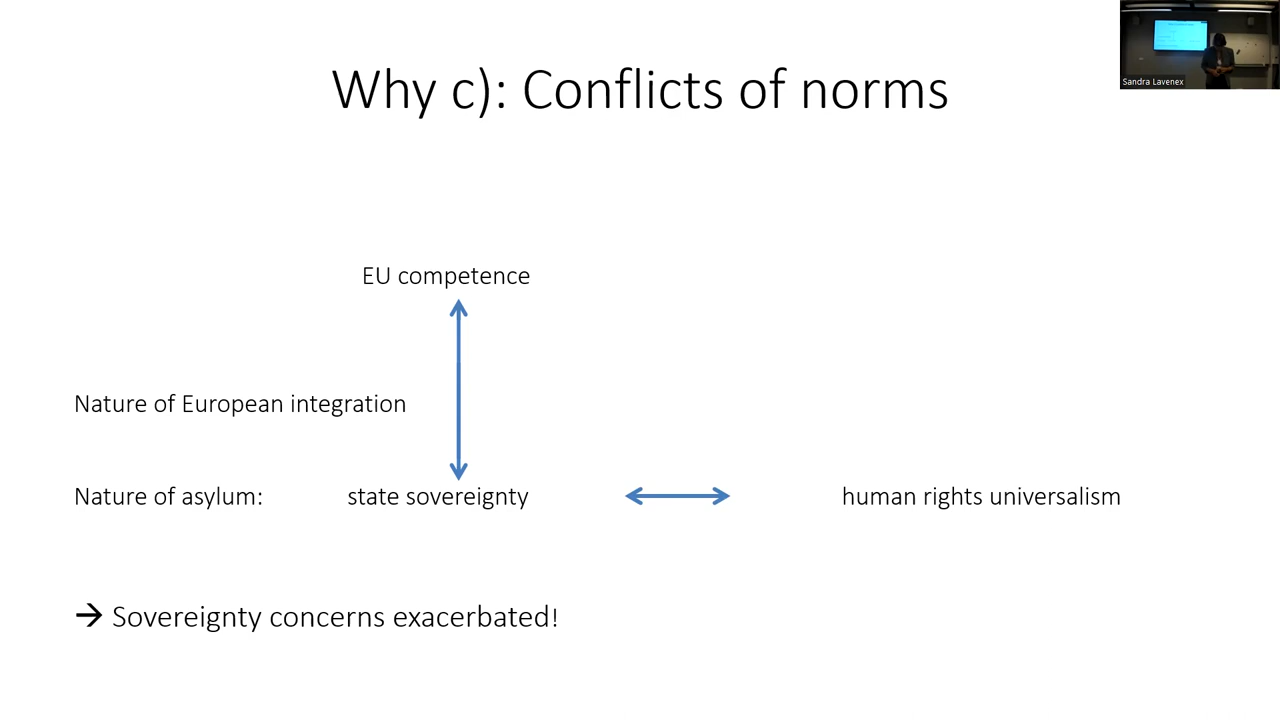 Sandra Lavenex
Why c): Conflicts of norms
EU competence
Nature of European integration
Nature of asylum: state sovereignty human rights universalism
→ Sovereignty concerns exacerbated!